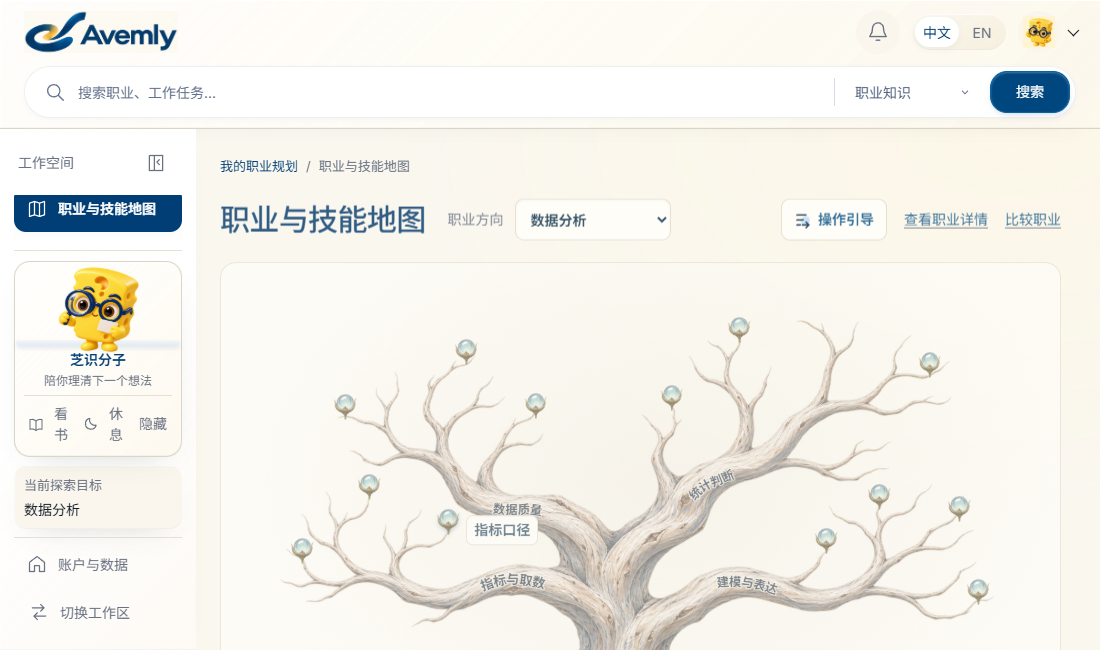 Avemly
中文 EN
搜索职业、工作任务...
职业知识
搜索
工作空间
职业与技能地图
芝识分子
陪你理清下一个想法
看书 休息 隐藏
当前探索目标
数据分析
账户与数据
切换工作区
我的职业规划 / 职业与技能地图
职业与技能地图 职业方向 数据分析 操作引导 查看职业详情 比较职业
统计判断
数据质量
指标口径
指标与取数
建模与表达